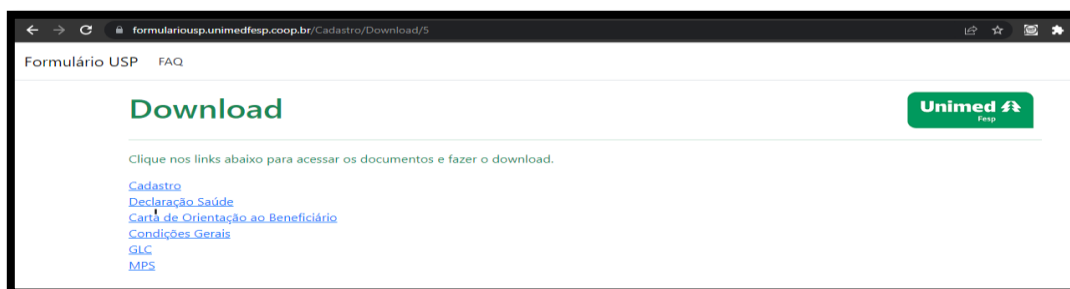 formulariousp.unimedfesp.coop.br/Cadastro/Download/5
Formulário USP FAQ
Download
Unimed
Fesp
Clique nos links abaixo para acessar os documentos e fazer o download.
Cadastro
Declaração Saúde
Carta de Orientação ao Beneficiário
Condições Gerais
GLC
MPS